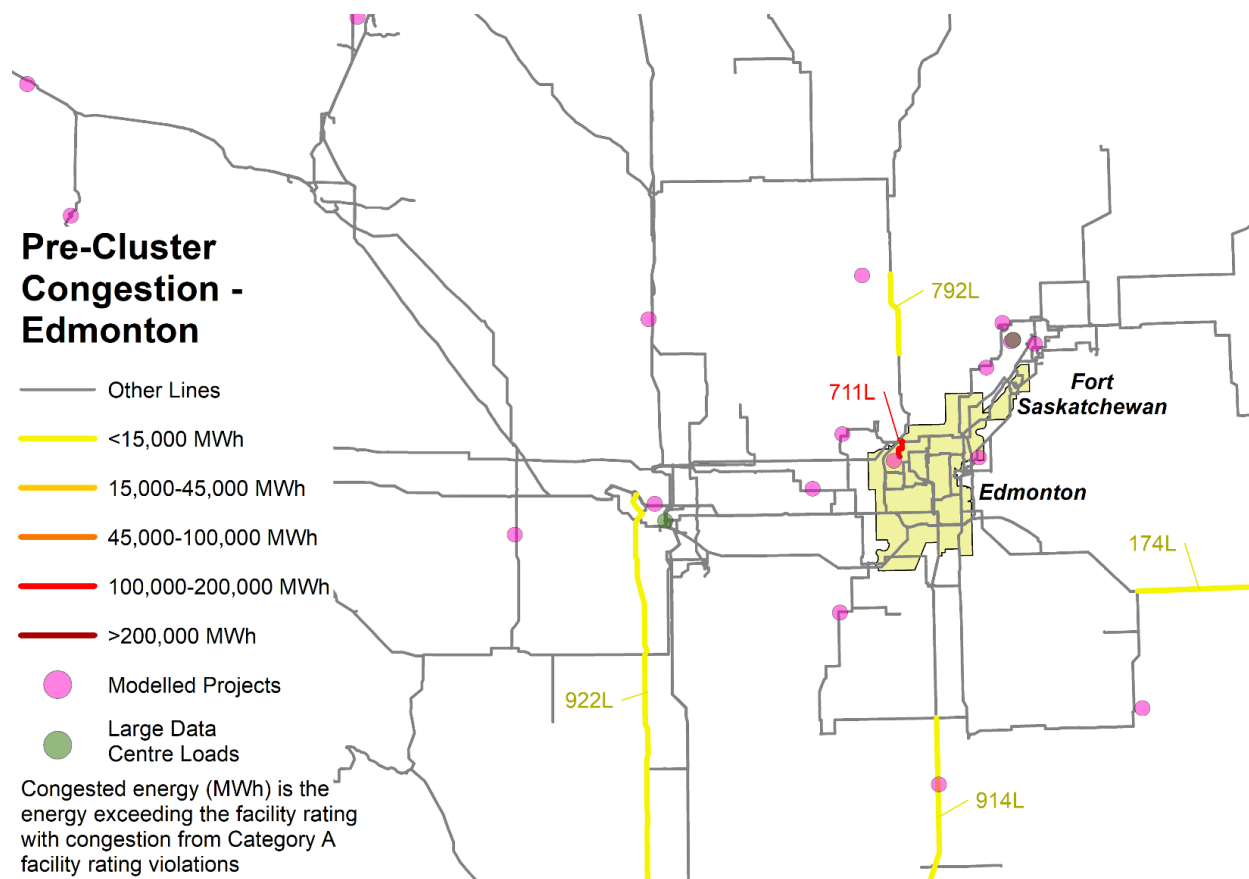 Pre-Cluster
Congestion -
Edmonton
Other Lines
<15,000 MWh
15,000-45,000 MWh
45,000-100,000 MWh
100,000-200,000 MWh
>200,000 MWh
Modelled Projects
Large Data
Centre Loads
Congested energy (MWh) is the
energy exceeding the facility rating
with congestion from Category A
facility rating violations
792L
711L
Fort
Saskatchewan
Edmonton
174L
922L
914L